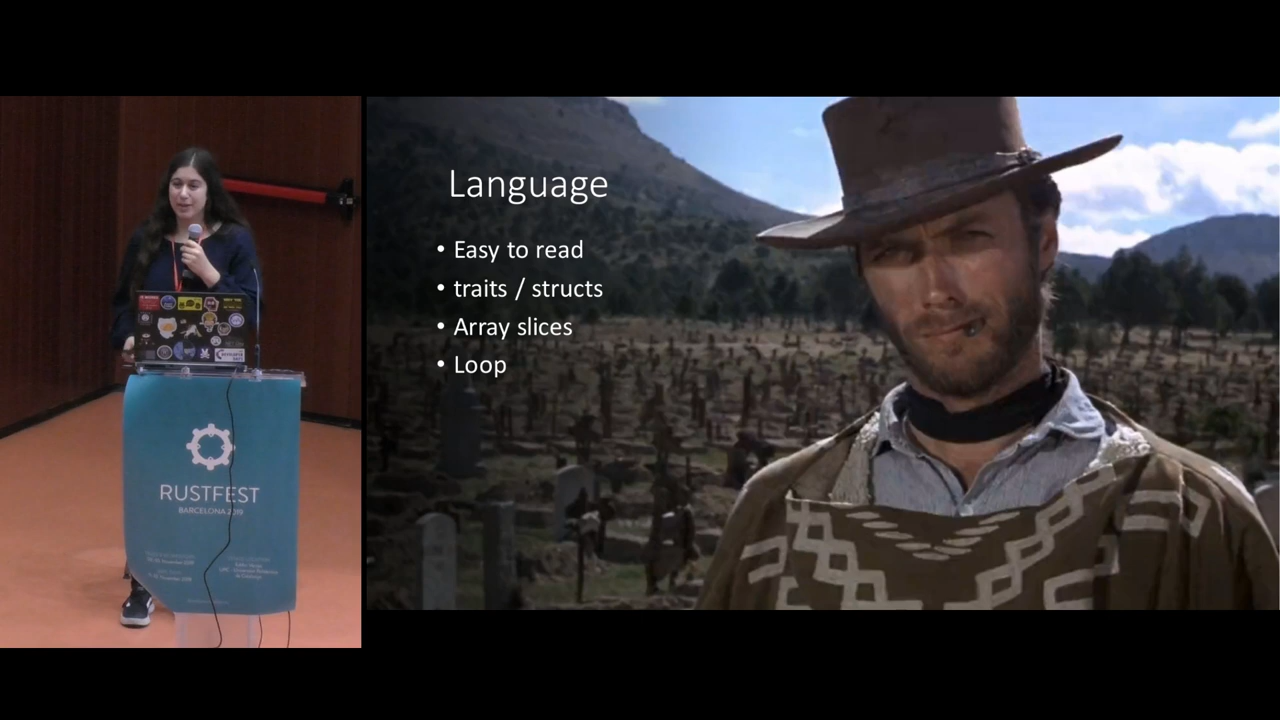 Language
• Easy to read
• traits / structs
• Array slices
• Loop
RUSTFEST
BARCELONA 2019